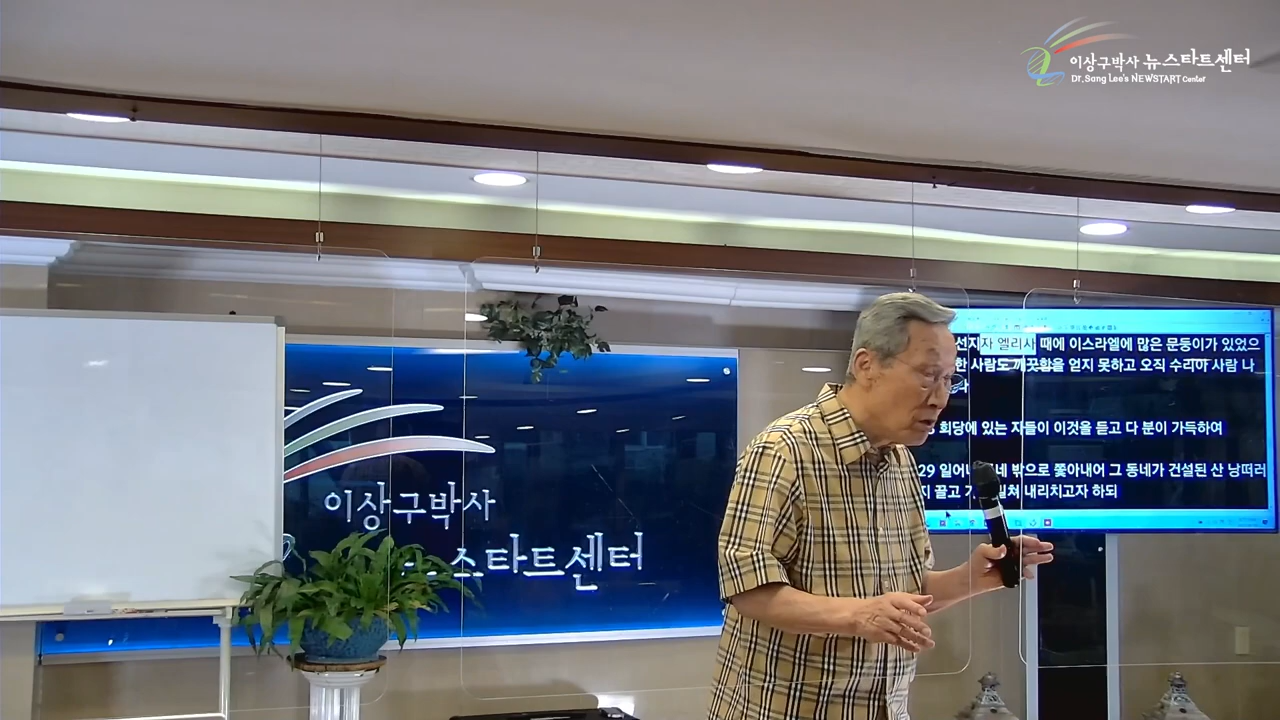 이상구박사 뉴스타트센터
Dr. Sang Lee's NEWSTART Center
선지자 엘리사 때에 이스라엘에 많은 문둥이가 있었으
한 사람도 깨끗함을 얻지 못하고 오직 수리아 사람 나
회당에 있는 자들이 이것을 듣고 다 분이 가득하여
29 일어 네 밖으로 쫓아내어 그 동네가 건설된 산 낭떠러
지 끌고 내리치고자 하되
이상구박사
스타트센터